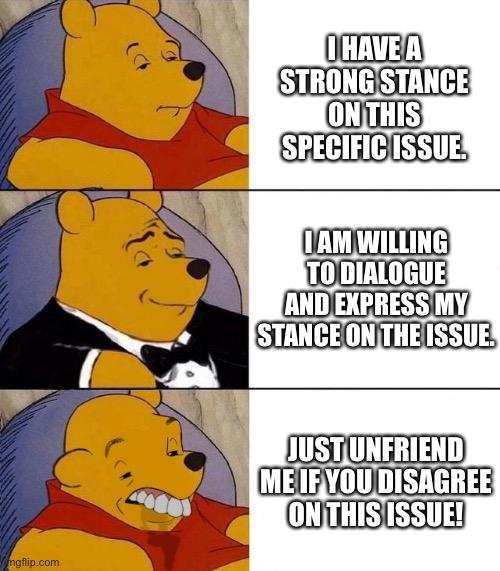 I HAVE A
STRONG STANCE
ON THIS
SPECIFIC ISSUE.
I AM WILLING
TO DIALOGUE
AND EXPRESS MY
STANCE ON THE ISSUE.
JUST UNFRIEND
ME IF YOU DISAGREE
ON THIS ISSUE!
imgflip.com